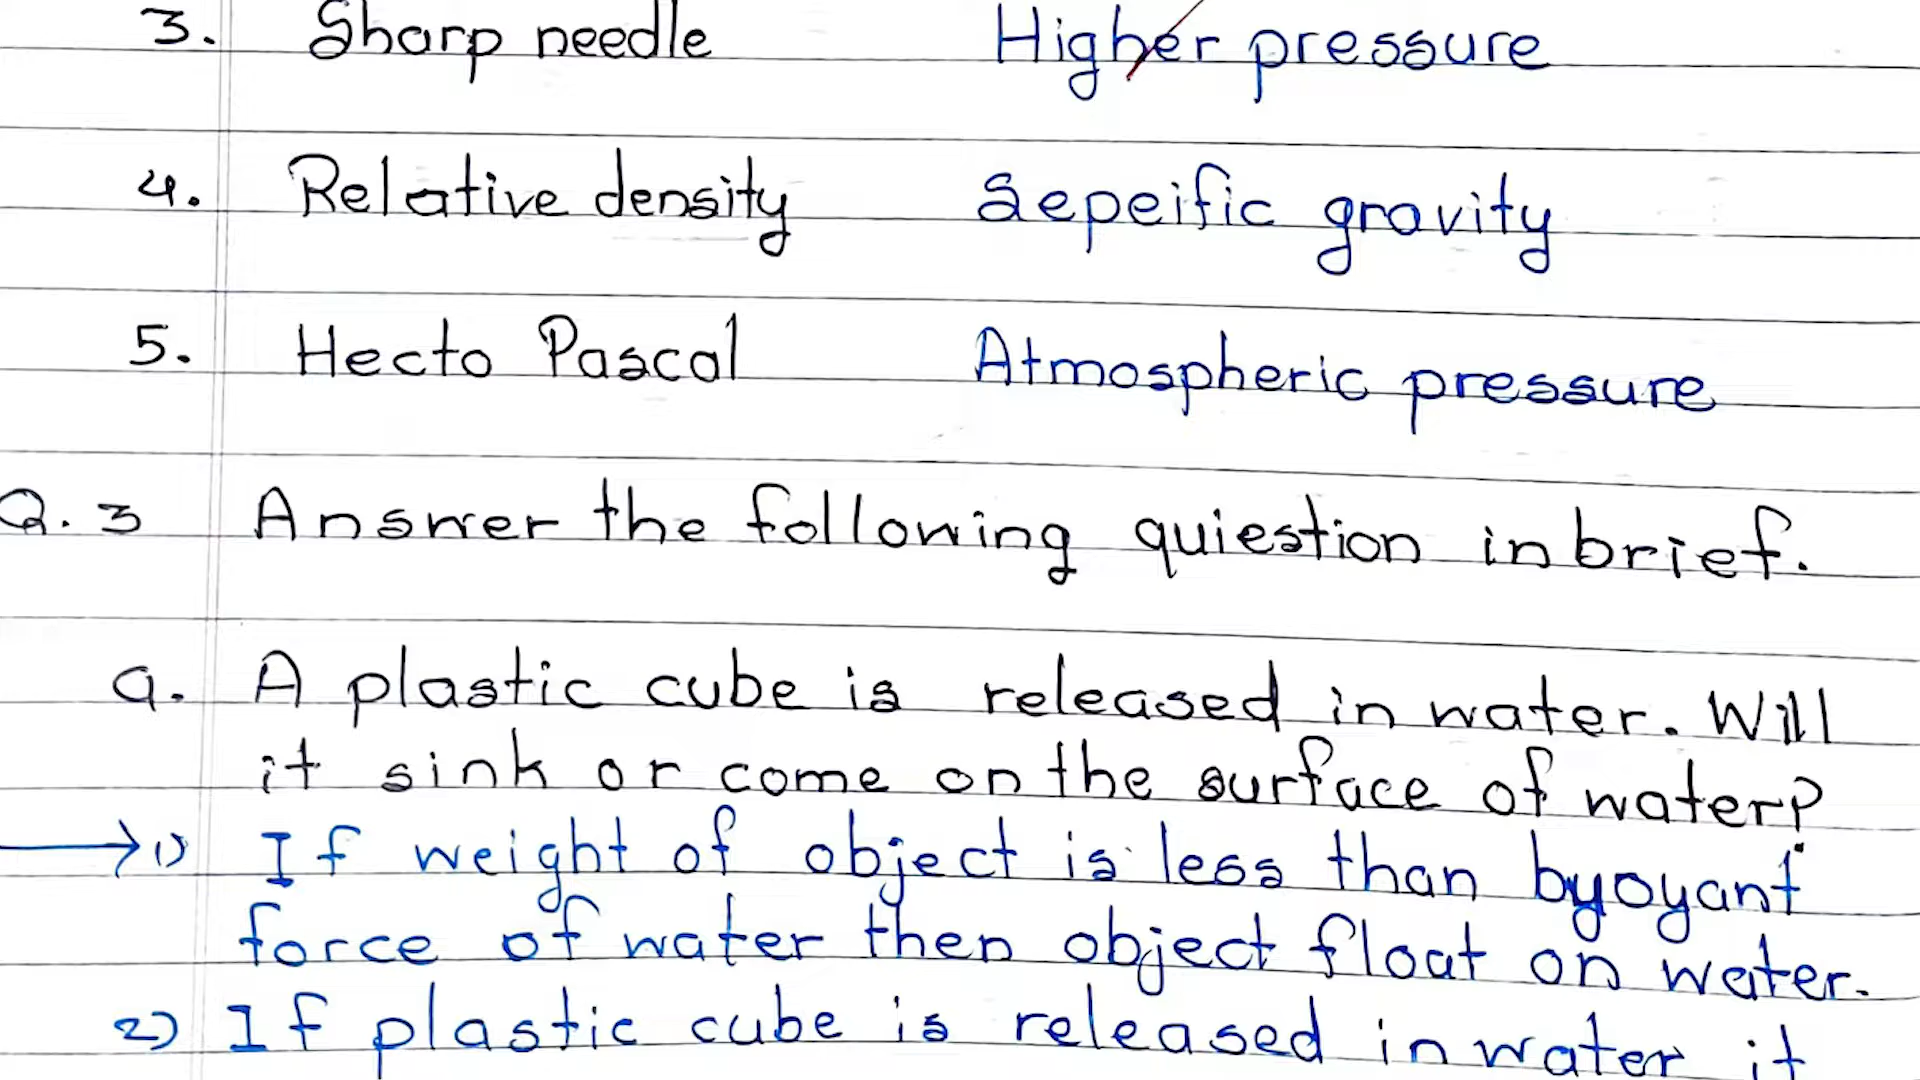 3. Sharp needle Higher pressure
4. Relative density Sepeific gravity
5. Hecto Pascal Atmospheric pressure
Q. 3 Answer the following quiestion in brief.
a. A plastic cube is released in water. Will
it sink or come on the surface of water?
→ 1) If weight of object is less than byoyant
force of water then object float on water.
2) If plastic cube is released in water it